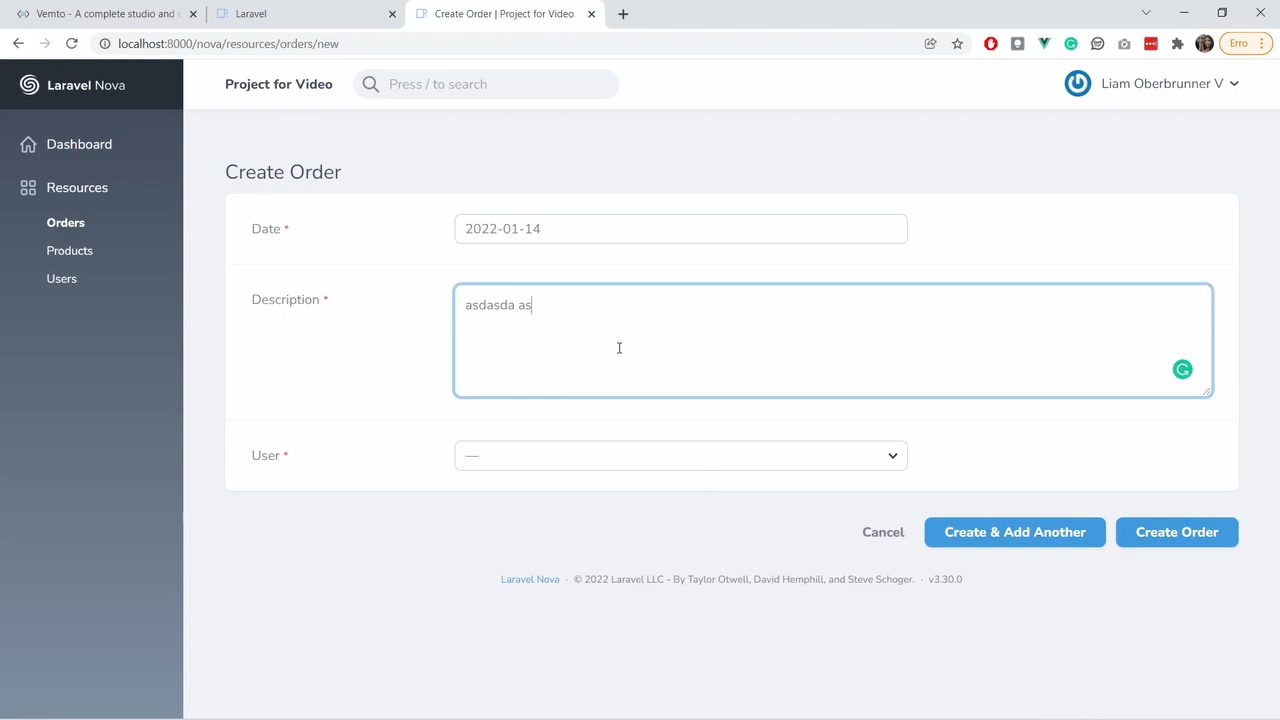 Vemto - A complete studio and c
Laravel
Create Order | Project for Video
localhost:8000/nova/resources/orders/new
Erro
Laravel Nova
Project for Video
Press / to search
Liam Oberbrunner V
Dashboard
Resources
Orders
Products
Users
Create Order
Date *
2022-01-14
Description *
asdasda as
User *
—
Cancel
Create & Add Another
Create Order
Laravel Nova · © 2022 Laravel LLC - By Taylor Otwell, David Hemphill, and Steve Schoger. · v3.30.0